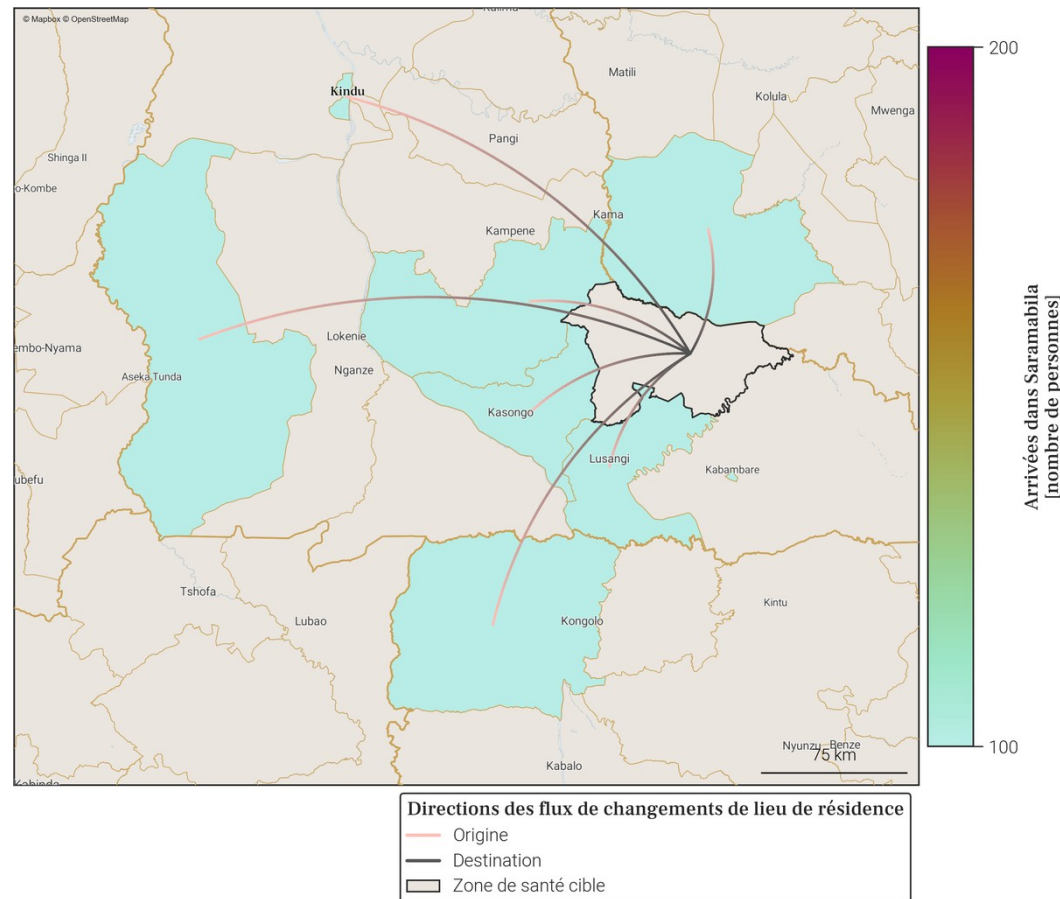 © Mapbox © OpenStreetMap
Kalima
Matili
Kindu
Kolula
Mwenga
Pangi
Shinga II
o-Kombe
Kama
Kampene
Lokenie
embo-Nyama
Nganze
Aseka Tunda
Kasongo
Lusangi
Kabambare
ubefu
Tshofa
Lubao
Kongolo
Kintu
Nyunzu
Benze
75 km
Kabalo
Kabinda
200
100
Arrivées dans Saramabila
[nombre de personnes]
Directions des flux de changements de lieu de résidence
Origine
Destination
Zone de santé cible